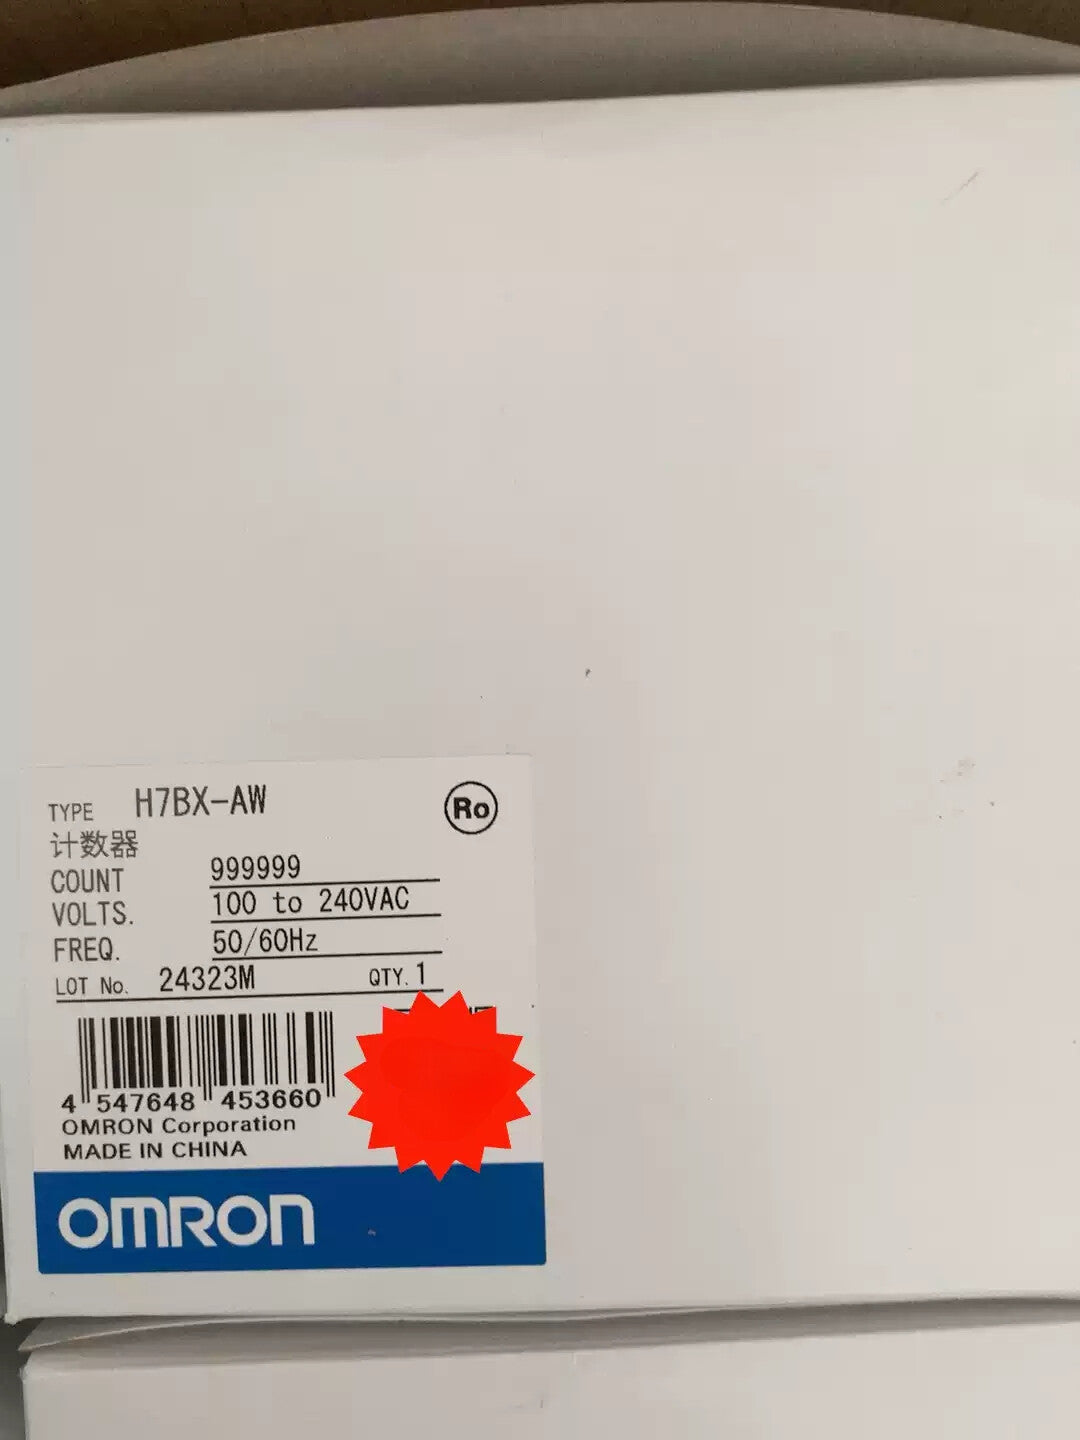 TYPE H7BX-AW
Ro
计数器
COUNT 999999
VOLTS. 100 to 240VAC
FREQ. 50/60Hz
LOT No. 24323M QTY. 1
4 547648 453660
OMRON Corporation
MADE IN CHINA
OMRON